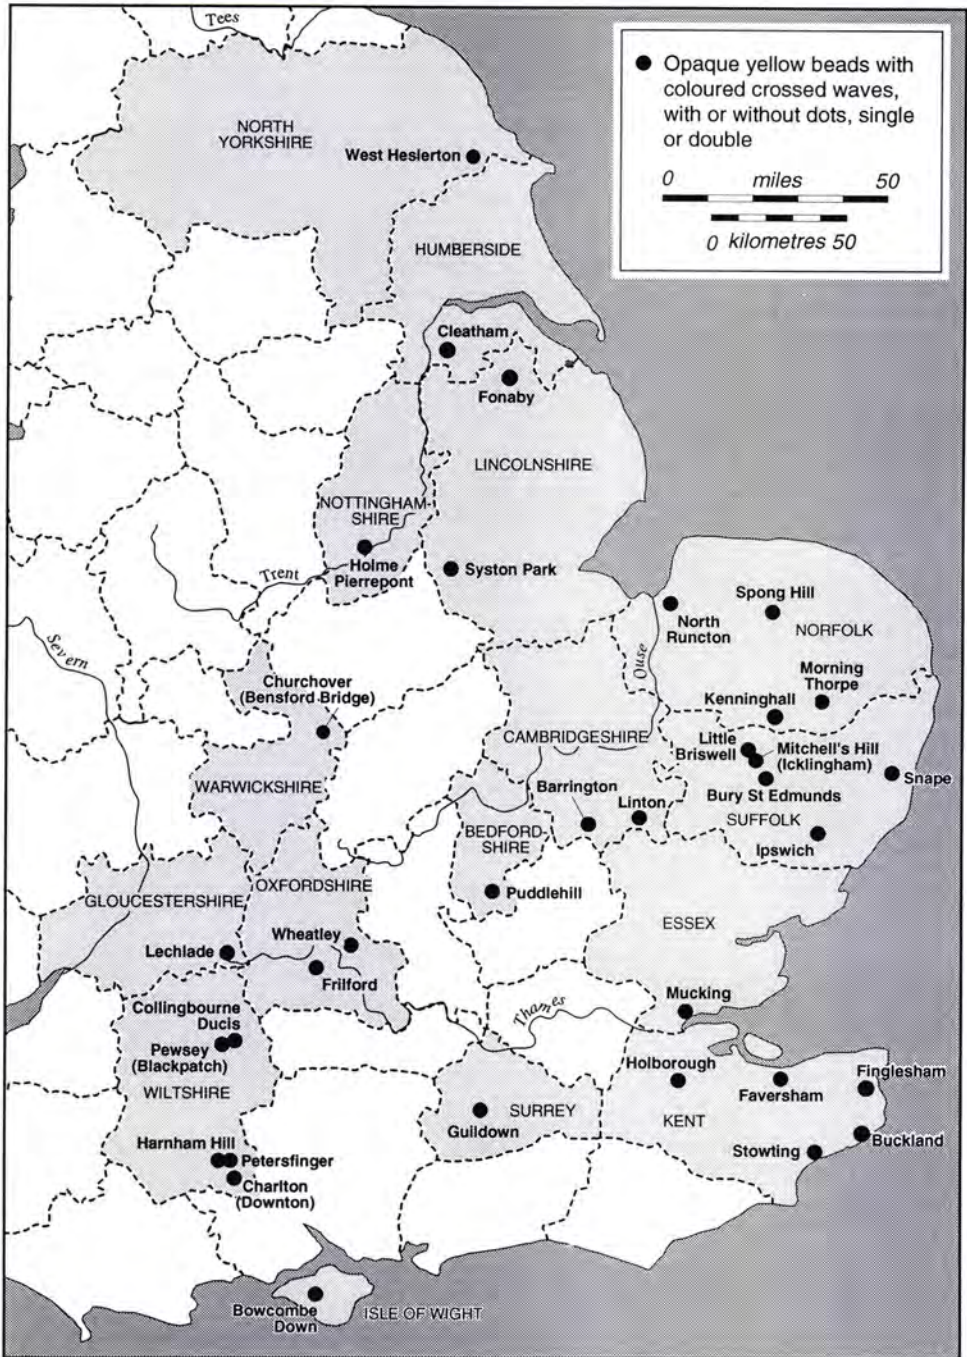 Tees
Opaque yellow beads with
coloured crossed waves,
with or without dots, single
or double
0 miles 50
0 kilometres 50
NORTH
YORKSHIRE
West Heslerton
HUMBERSIDE
Cleatham
Fonaby
LINCOLNSHIRE
NOTTINGHAM-
SHIRE
Holme
Pierrepont
Trent
Syston Park
Severn
Ouse
North
Runcton
Spong Hill
NORFOLK
Morning
Thorpe
Kenninghall
Churchover
(Bensford Bridge)
WARWICKSHIRE
CAMBRIDGESHIRE
Little
Briswell
Mitchell's Hill
(Icklingham)
Bury St Edmunds
Snape
SUFFOLK
Ipswich
Barrington
Linton
BEDFORD-
SHIRE
Puddlehill
GLOUCESTERSHIRE
OXFORDSHIRE
Wheatley
Lechlade
Frilford
ESSEX
Mucking
Thames
Collingbourne
Ducis
Pewsey
(Blackpatch)
WILTSHIRE
Harnham Hill
Petersfinger
Charlton
(Downton)
Guildown
SURREY
Holborough
Faversham
Finglesham
KENT
Buckland
Stowting
Bowcombe
Down
ISLE OF WIGHT